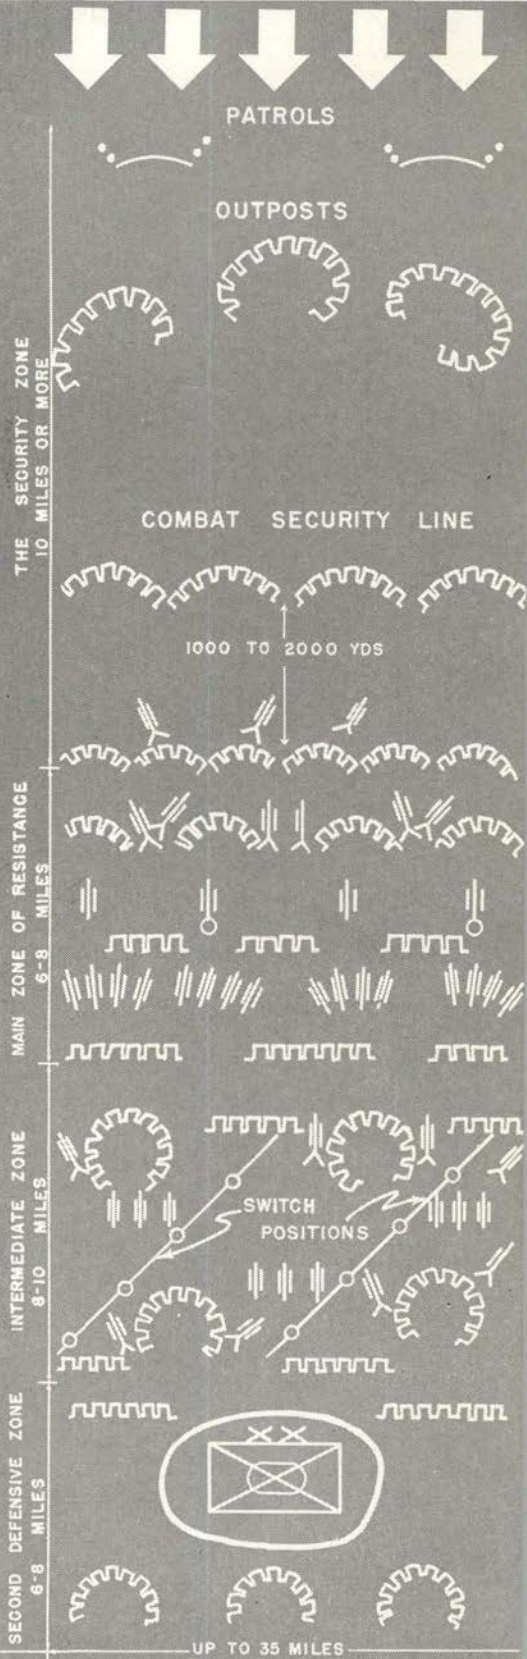 PATROLS
OUTPOSTS
THE SECURITY ZONE
10 MILES OR MORE
COMBAT SECURITY LINE
1000 TO 2000 YDS
MAIN ZONE OF RESISTANCE
6-8 MILES
INTERMEDIATE ZONE
8-10 MILES
SWITCH
POSITIONS
SECOND DEFENSIVE ZONE
6-8 MILES
XX
UP TO 35 MILES